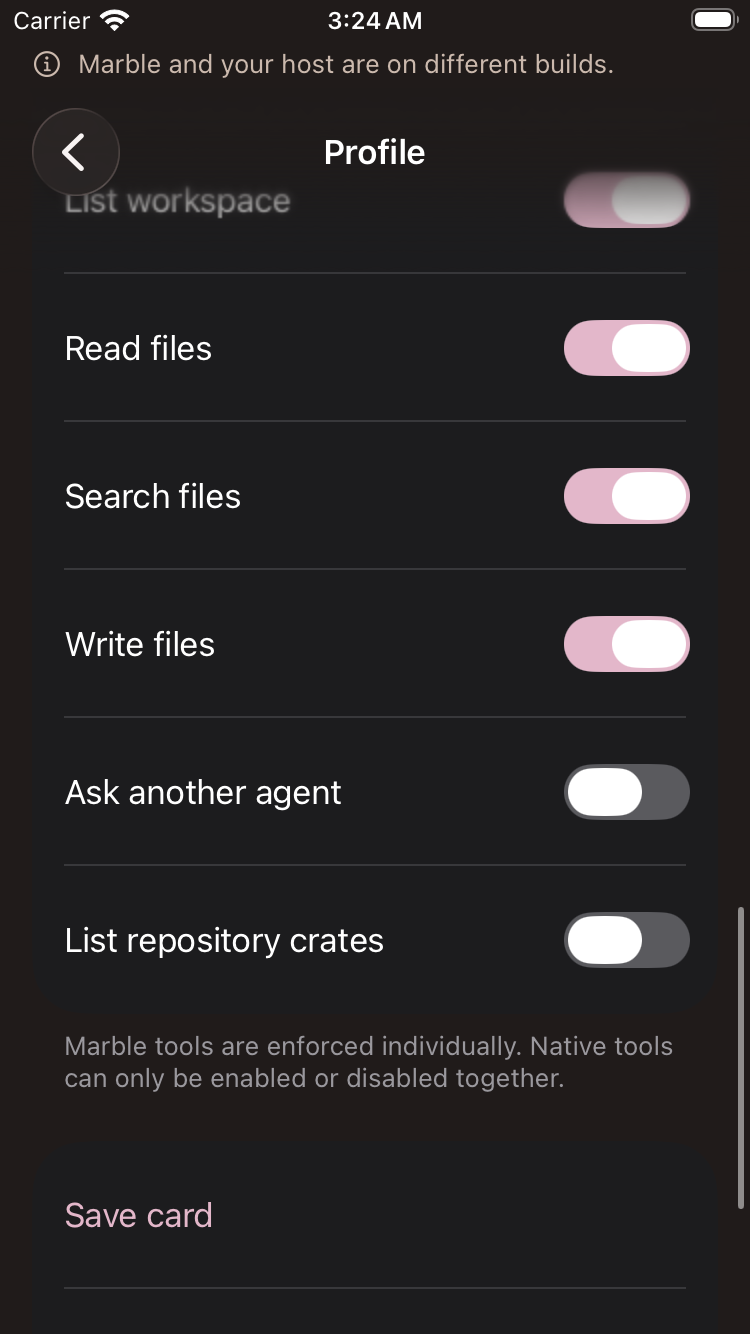 Carrier
3:24 AM
Marble and your host are on different builds.
Profile
List workspace
Read files
Search files
Write files
Ask another agent
List repository crates
Marble tools are enforced individually. Native tools
can only be enabled or disabled together.
Save card